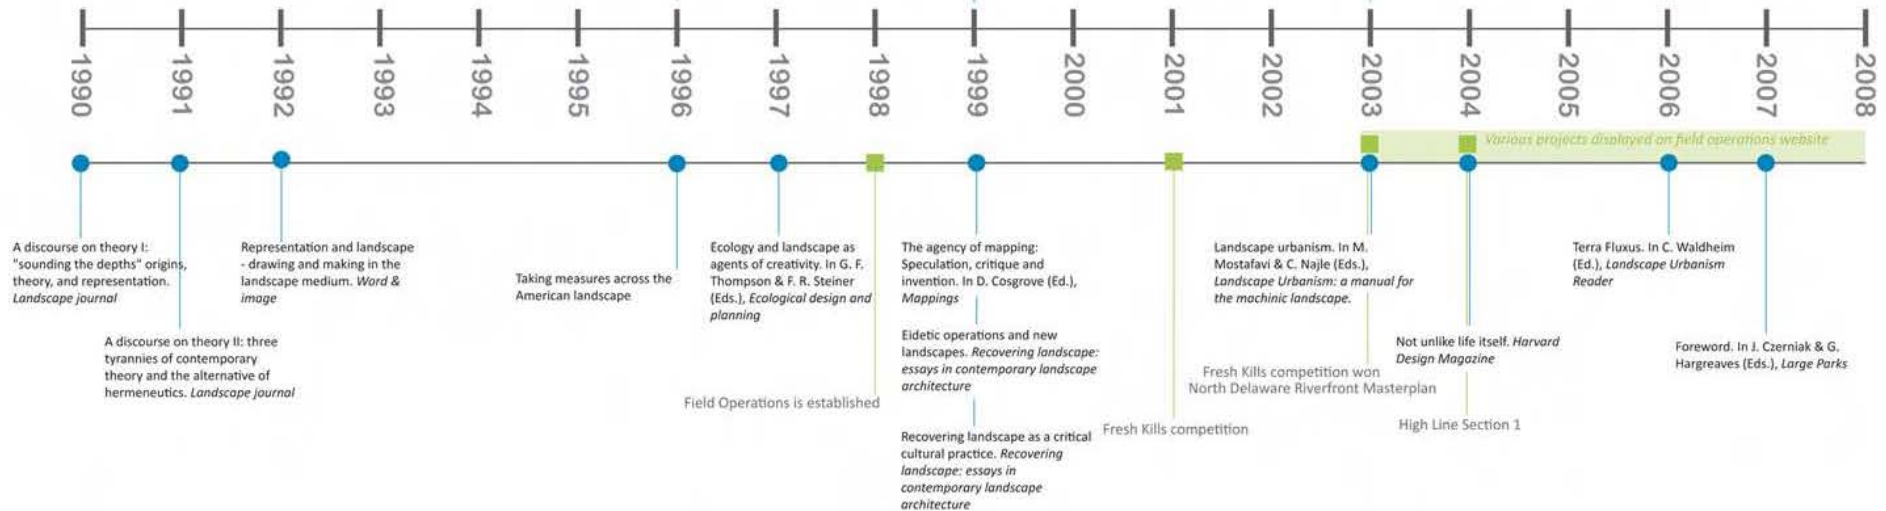 1990
1991
1992
1993
1994
1995
1996
1997
1998
1999
2000
2001
2002
2003
2004
2005
2006
2007
2008
Various projects displayed on field operations website
A discourse on theory I:
"sounding the depths" origins,
theory, and representation.
Landscape journal
A discourse on theory II: three
tyrannies of contemporary
theory and the alternative of
hermeneutics. Landscape journal
Representation and landscape
- drawing and making in the
landscape medium. Word &
image
Taking measures across the
American landscape
Ecology and landscape as
agents of creativity. In G. F.
Thompson & F. R. Steiner
(Eds.), Ecological design and
planning
Field Operations is established
The agency of mapping:
Speculation, critique and
invention. In D. Cosgrove (Ed.),
Mappings
Eidetic operations and new
landscapes. Recovering landscape:
essays in contemporary landscape
architecture
Recovering landscape as a critical
cultural practice. Recovering
landscape: essays in
contemporary landscape
architecture
Fresh Kills competition
Landscape urbanism. In M.
Mostafavi & C. Najle (Eds.),
Landscape Urbanism: a manual for
the machinic landscape.
Fresh Kills competition won
North Delaware Riverfront Masterplan
Not unlike life itself. Harvard
Design Magazine
High Line Section 1
Terra Fluxus. In C. Waldheim
(Ed.), Landscape Urbanism
Reader
Foreword. In J. Czerniak & G.
Hargreaves (Eds.), Large Parks